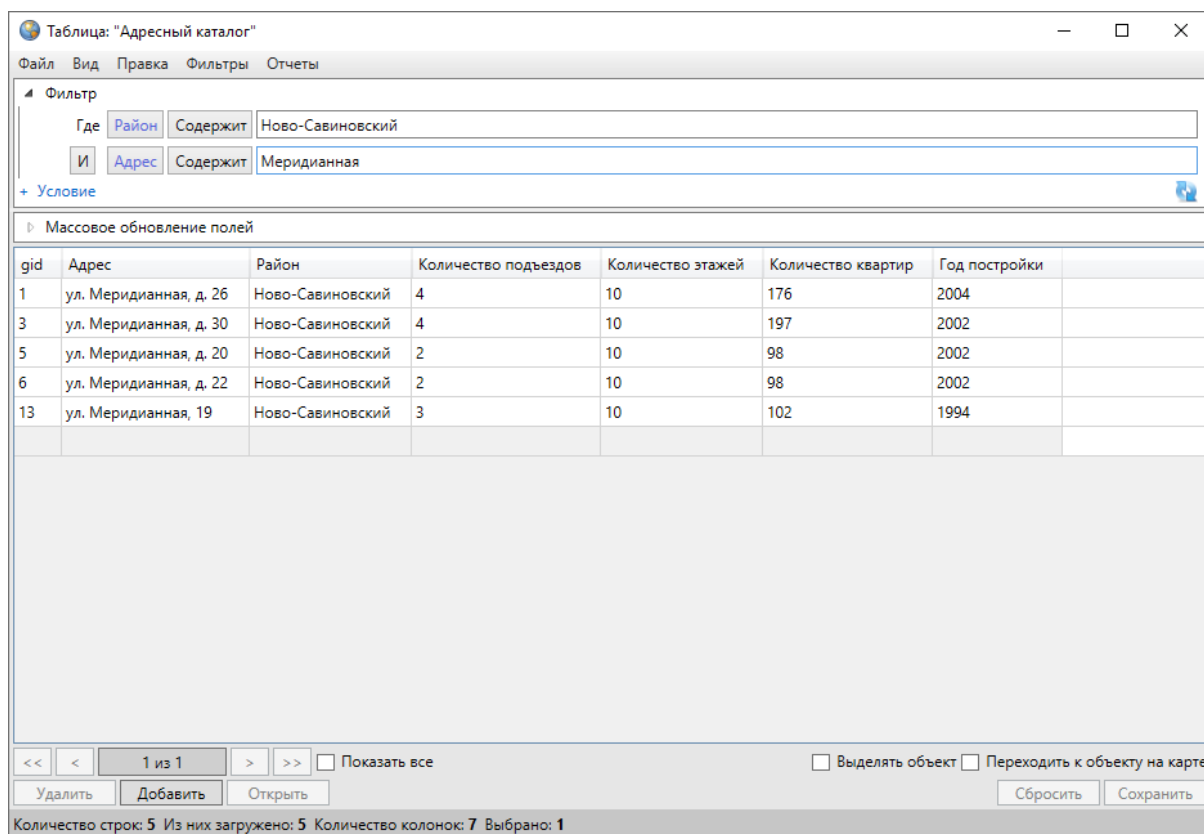 Таблица: "Адресный каталог"
Файл Вид Правка Фильтры Отчеты
Фильтр
Где Район Содержит Ново-Савиновский
И Адрес Содержит Меридианная
+ Условие
Массовое обновление полей
gid Адрес Район Количество подъездов Количество этажей Количество квартир Год постройки
1 ул. Меридианная, д. 26 Ново-Савиновский 4 10 176 2004
3 ул. Меридианная, д. 30 Ново-Савиновский 4 10 197 2002
5 ул. Меридианная, д. 20 Ново-Савиновский 2 10 98 2002
6 ул. Меридианная, д. 22 Ново-Савиновский 2 10 98 2002
13 ул. Меридианная, 19 Ново-Савиновский 3 10 102 1994
<< < 1 из 1 > >> Показать все Выделять объект Переходить к объекту на карте
Удалить Добавить Открыть Сбросить Сохранить
Количество строк: 5 Из них загружено: 5 Количество колонок: 7 Выбрано: 1